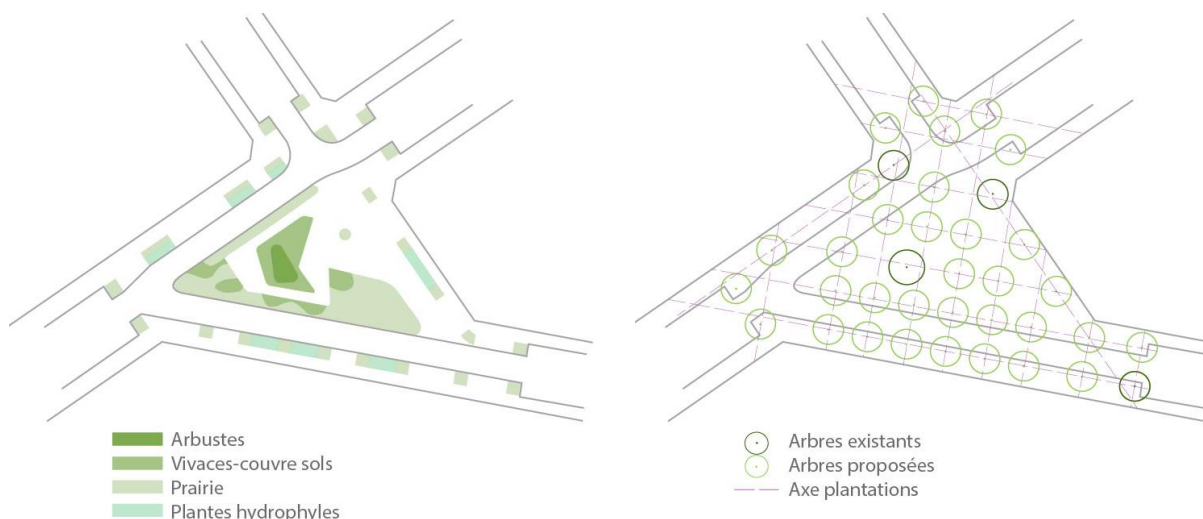 Arbustes
Vivaces-couvre sols
Prairie
Plantes hydrophyles
Arbres existants
Arbres proposées
Axe plantations